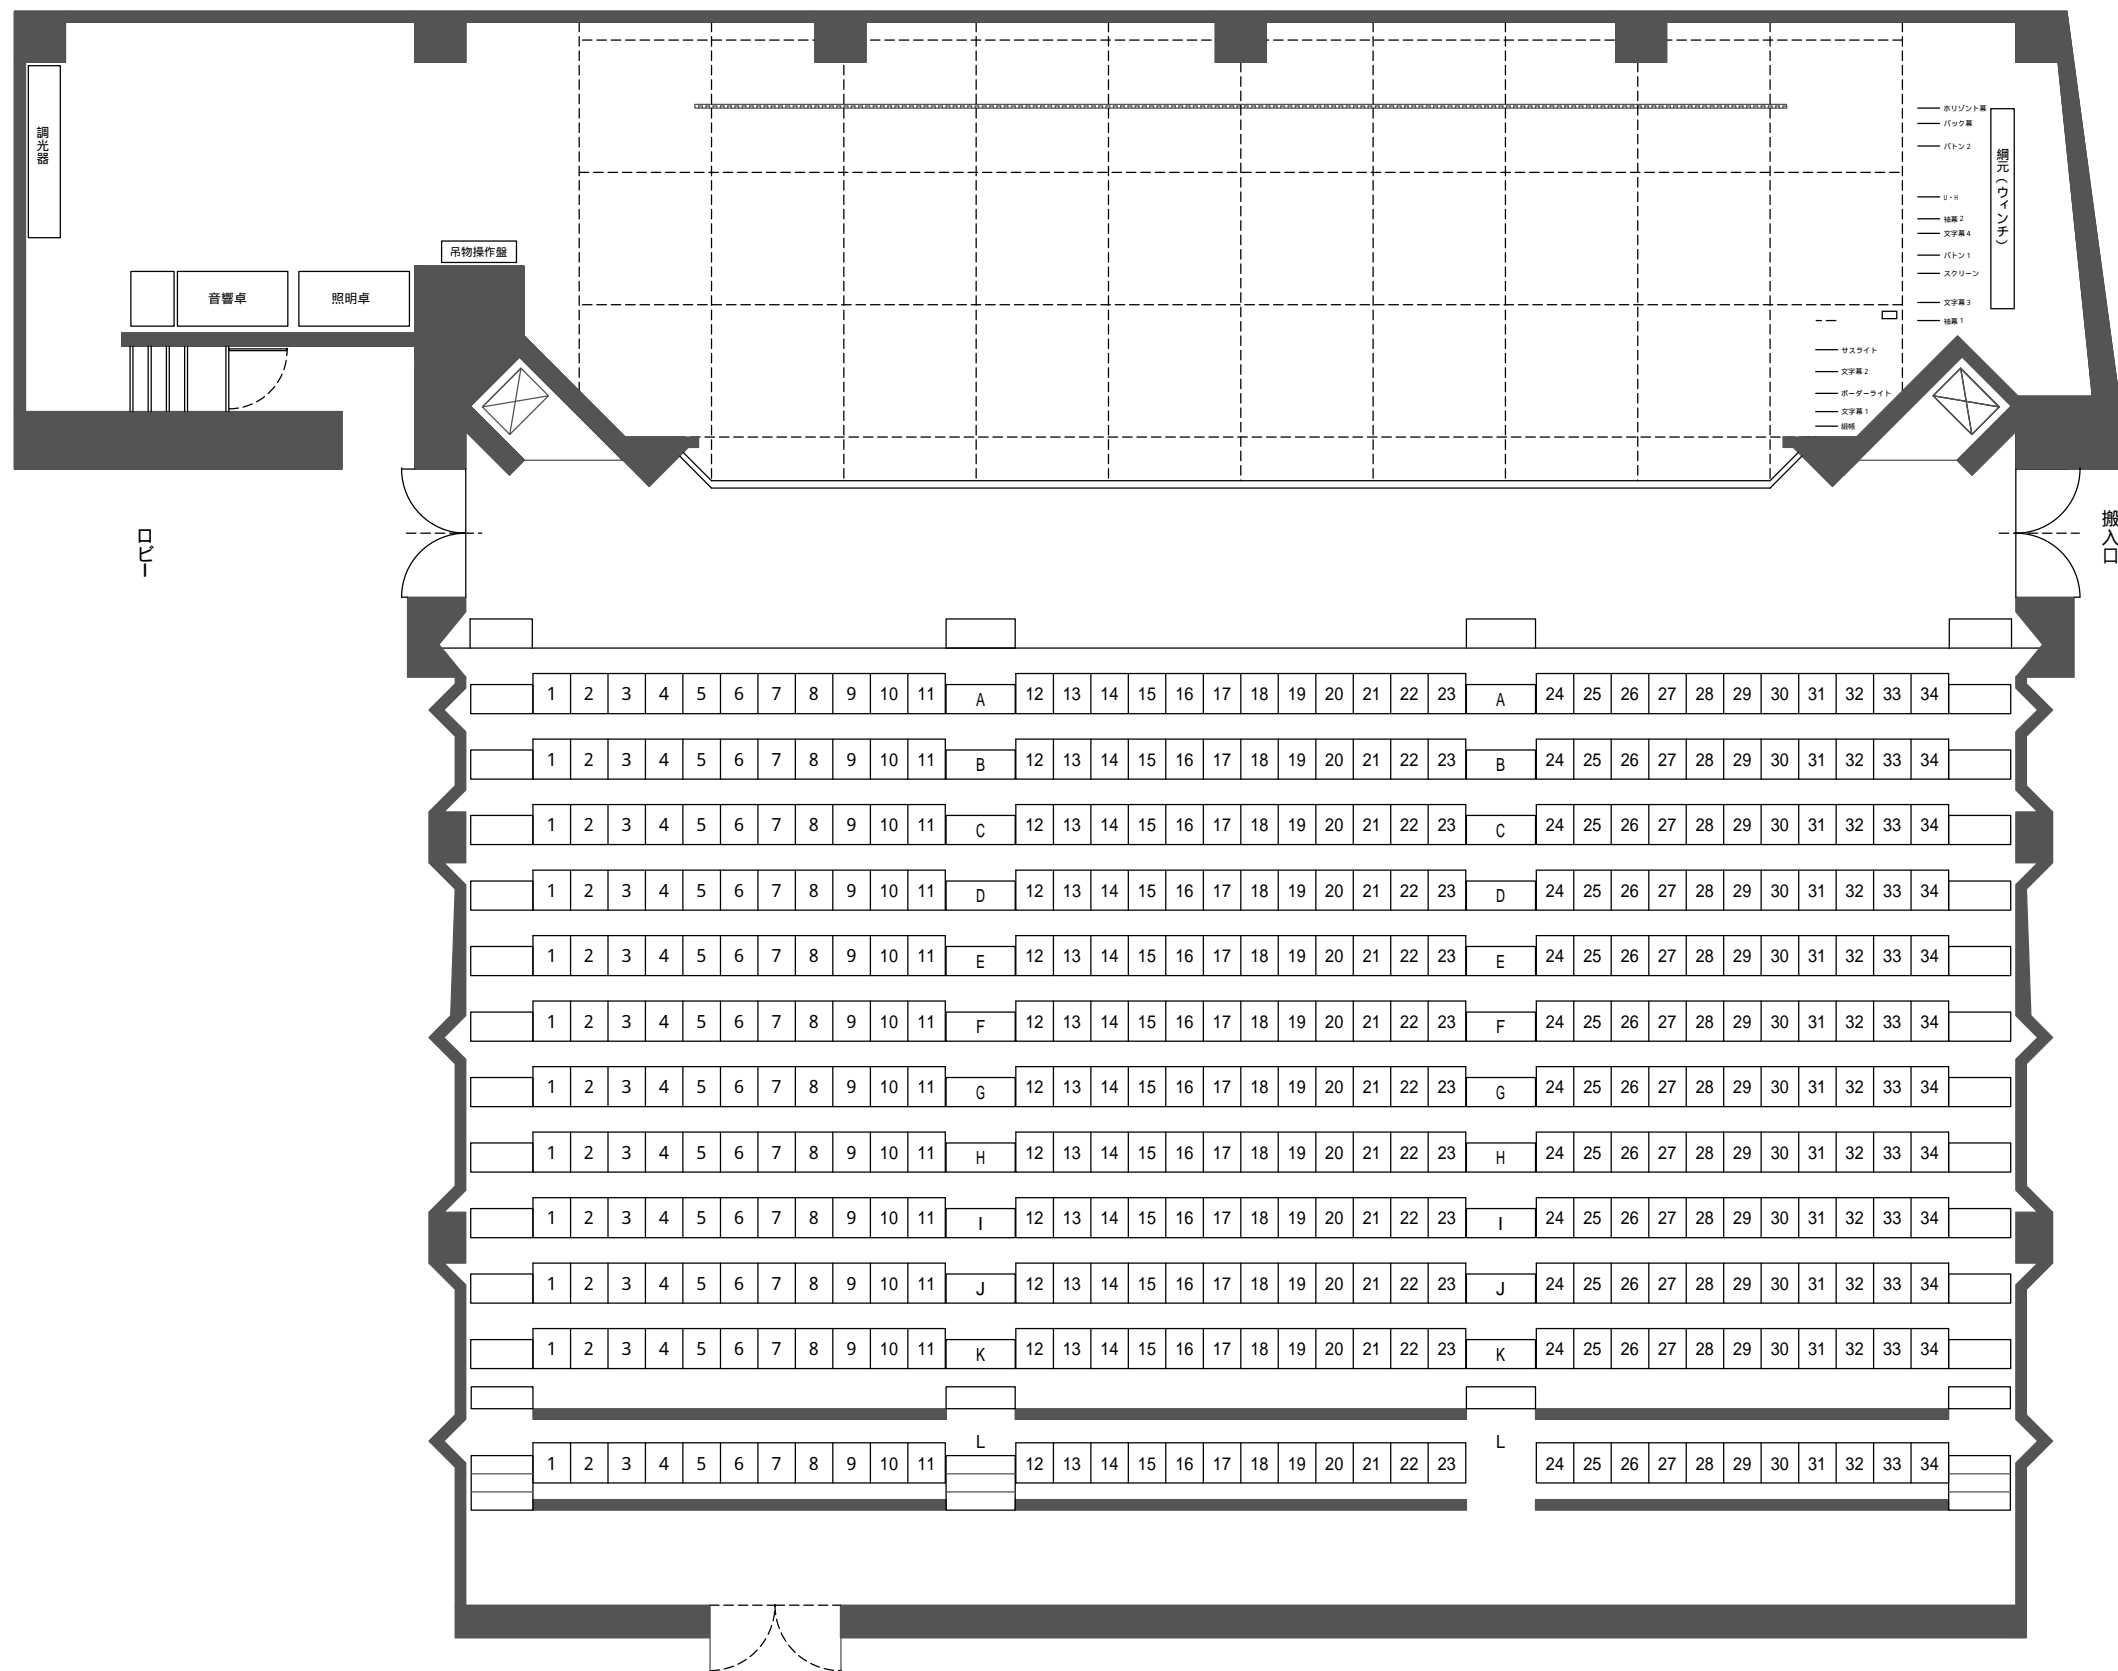 調光器
音響卓
照明卓
吊物操作盤
ホリゾント幕
バック幕
バトン2
U・H
袖幕2
文字幕4
バトン1
スクリーン
文字幕3
袖幕1
綱元（ウィンチ）
サスライト
文字幕2
ボーダーライト
文字幕1
緞帳
ロビー
搬入口
1 2 3 4 5 6 7 8 9 10 11 A 12 13 14 15 16 17 18 19 20 21 22 23 A 24 25 26 27 28 29 30 31 32 33 34
1 2 3 4 5 6 7 8 9 10 11 B 12 13 14 15 16 17 18 19 20 21 22 23 B 24 25 26 27 28 29 30 31 32 33 34
1 2 3 4 5 6 7 8 9 10 11 C 12 13 14 15 16 17 18 19 20 21 22 23 C 24 25 26 27 28 29 30 31 32 33 34
1 2 3 4 5 6 7 8 9 10 11 D 12 13 14 15 16 17 18 19 20 21 22 23 D 24 25 26 27 28 29 30 31 32 33 34
1 2 3 4 5 6 7 8 9 10 11 E 12 13 14 15 16 17 18 19 20 21 22 23 E 24 25 26 27 28 29 30 31 32 33 34
1 2 3 4 5 6 7 8 9 10 11 F 12 13 14 15 16 17 18 19 20 21 22 23 F 24 25 26 27 28 29 30 31 32 33 34
1 2 3 4 5 6 7 8 9 10 11 G 12 13 14 15 16 17 18 19 20 21 22 23 G 24 25 26 27 28 29 30 31 32 33 34
1 2 3 4 5 6 7 8 9 10 11 H 12 13 14 15 16 17 18 19 20 21 22 23 H 24 25 26 27 28 29 30 31 32 33 34
1 2 3 4 5 6 7 8 9 10 11 I 12 13 14 15 16 17 18 19 20 21 22 23 I 24 25 26 27 28 29 30 31 32 33 34
1 2 3 4 5 6 7 8 9 10 11 J 12 13 14 15 16 17 18 19 20 21 22 23 J 24 25 26 27 28 29 30 31 32 33 34
1 2 3 4 5 6 7 8 9 10 11 K 12 13 14 15 16 17 18 19 20 21 22 23 K 24 25 26 27 28 29 30 31 32 33 34
1 2 3 4 5 6 7 8 9 10 11 L 12 13 14 15 16 17 18 19 20 21 22 23 L 24 25 26 27 28 29 30 31 32 33 34